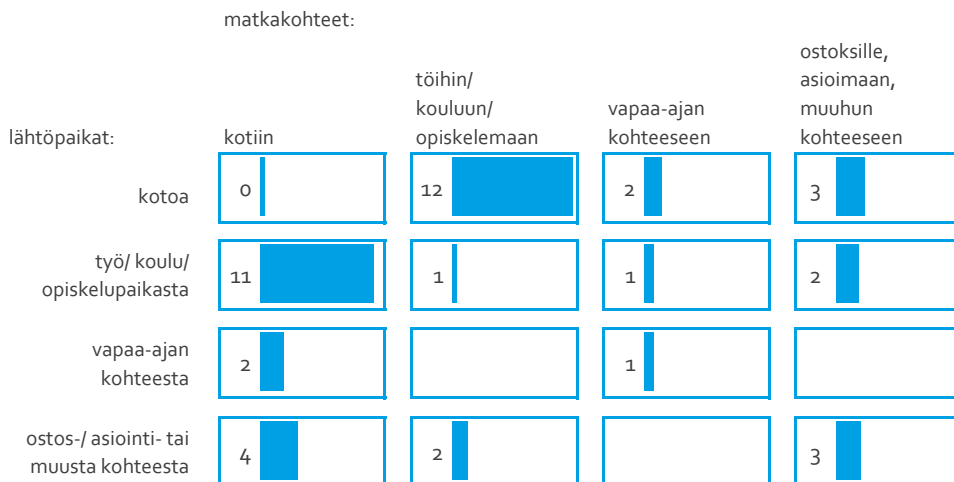 matkakohteet:
lähtöpaikat:
kotiin
töihin/
kouluun/
opiskelemaan
vapaa-ajan
kohteeseen
ostoksille,
asioimaan,
muuhun
kohteeseen
kotoa
0
12
2
3
työ/ koulu/
opiskelupaikasta
11
1
1
2
vapaa-ajan
kohteesta
2
1
ostos-/ asiointi- tai
muusta kohteesta
4
2
3